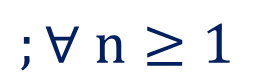 ; ∀ n ≥ 1